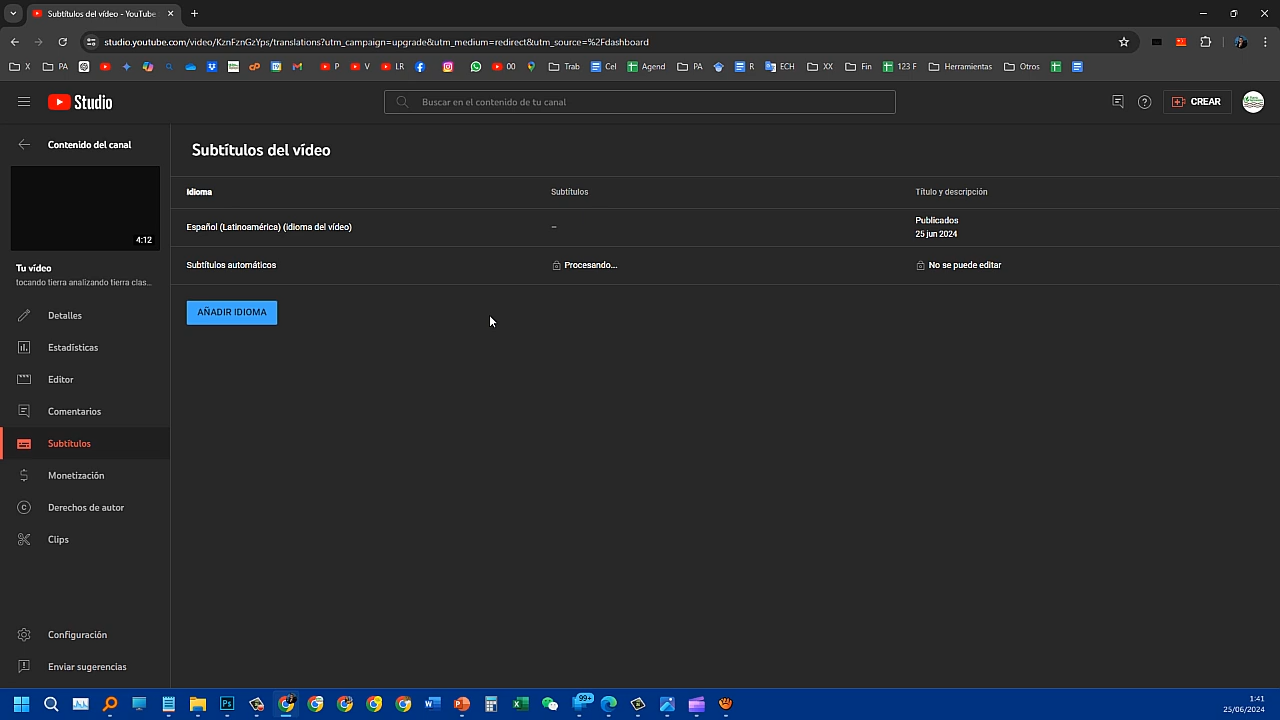 Subtítulos del vídeo - YouTube
studio.youtube.com/video/KznFznGzYps/translations?utm_campaign=upgrade&utm_medium=redirect&utm_source=%2Fdashboard
X PA P V LR 00 Trab Cel Agend PA R ECH XX Fin 123 F Herramientas Otros
Studio
Buscar en el contenido de tu canal
CREAR
Contenido del canal
4:12
Tu vídeo
tocando tierra analizando tierra clas...
Detalles
Estadísticas
Editor
Comentarios
Subtítulos
Monetización
Derechos de autor
Clips
Configuración
Enviar sugerencias
Subtítulos del vídeo
Idioma Subtítulos Título y descripción
Español (Latinoamérica) (idioma del vídeo) – Publicados
25 jun 2024
Subtítulos automáticos Procesando... No se puede editar
AÑADIR IDIOMA
99+
1:41
25/06/2024